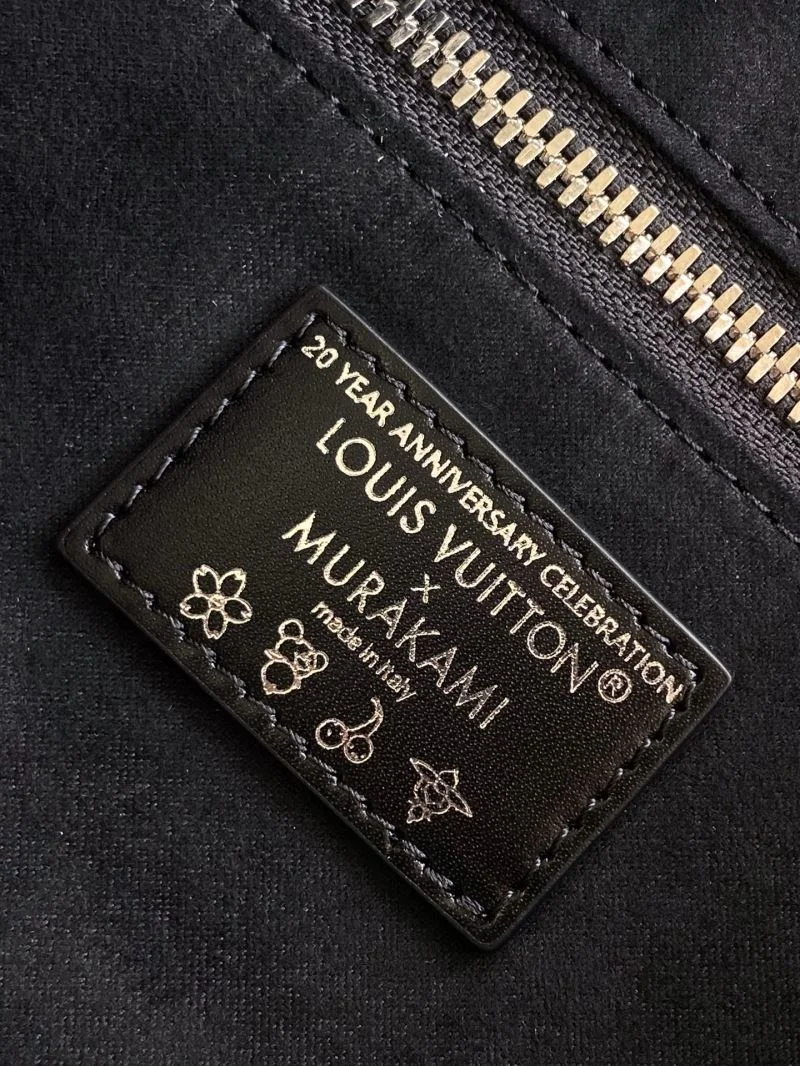 20 YEAR ANNIVERSARY CELEBRATION
LOUIS VUITTON®
x
MURAKAMI
made in Italy